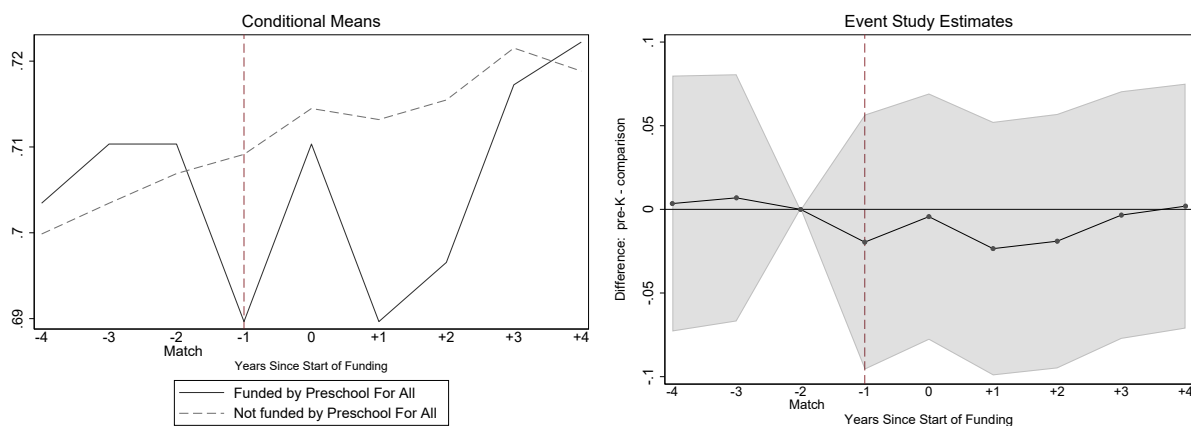 Conditional Means
.72
.71
.7
.69
-4 -3 -2 -1 0 +1 +2 +3 +4
Match
Years Since Start of Funding
Funded by Preschool For All
Not funded by Preschool For All
Event Study Estimates
Difference: pre-K - comparison
.1
.05
0
-.05
-.1
-4 -3 -2 -1 0 +1 +2 +3 +4
Match
Years Since Start of Funding